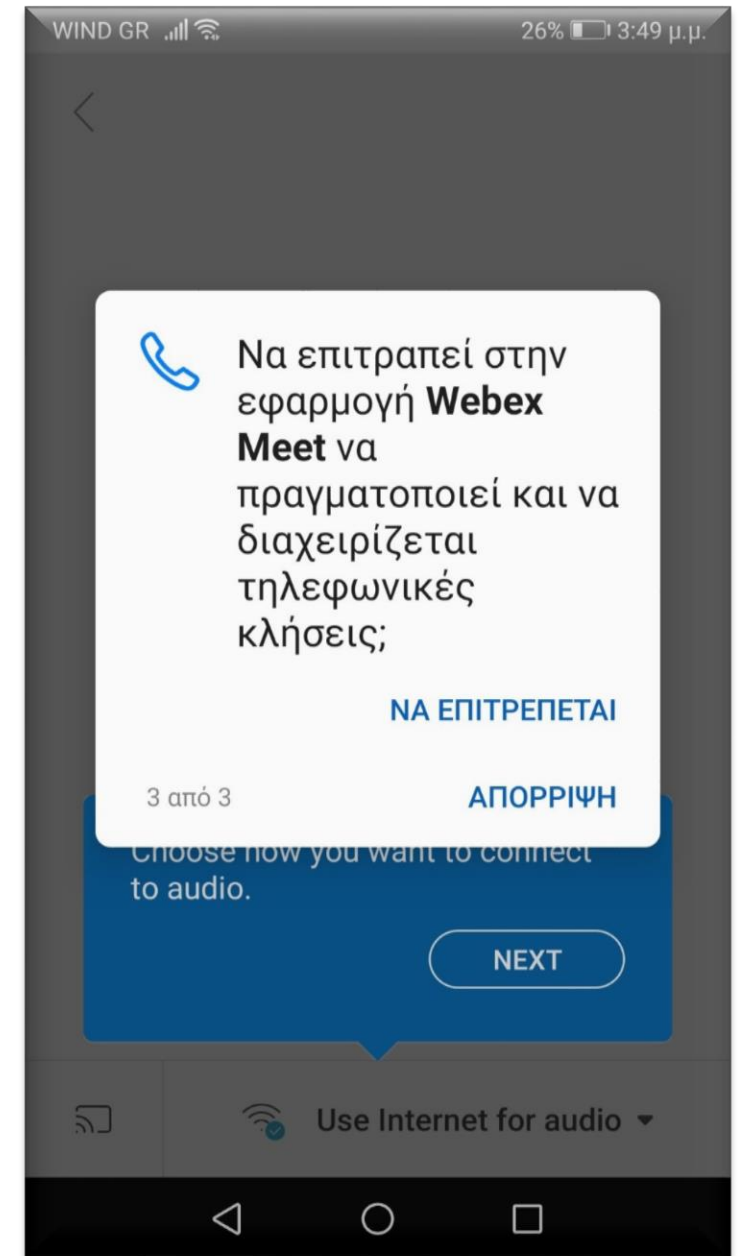 WIND GR 26% 3:49 μ.μ.
Να επιτραπεί στην
εφαρμογή Webex
Meet να
πραγματοποιεί και να
διαχειρίζεται
τηλεφωνικές
κλήσεις;
ΝΑ ΕΠΙΤΡΕΠΕΤΑΙ
3 από 3 ΑΠΟΡΡΙΨΗ
Choose how you want to connect
to audio.
NEXT
Use Internet for audio